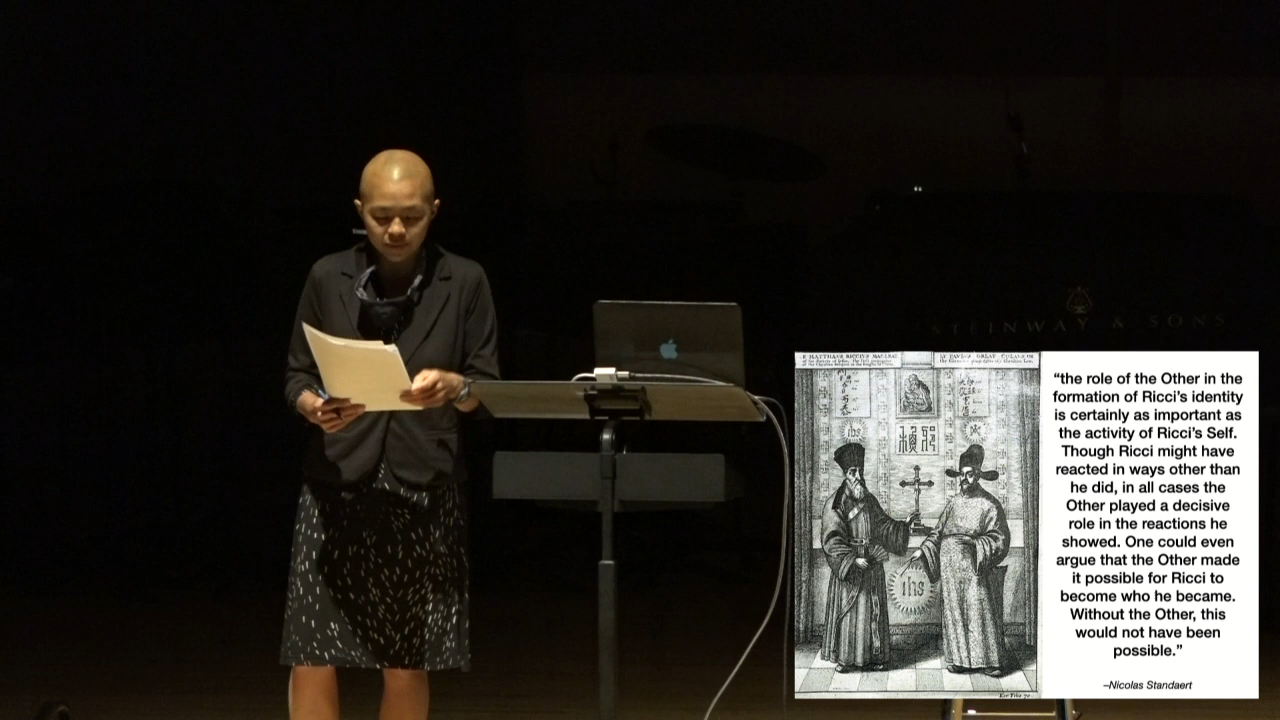 STEINWAY & SONS
“the role of the Other in the
formation of Ricci’s identity
is certainly as important as
the activity of Ricci’s Self.
Though Ricci might have
reacted in ways other than
he did, in all cases the
Other played a decisive
role in the reactions he
showed. One could even
argue that the Other made
it possible for Ricci to
become who he became.
Without the Other, this
would not have been
possible.”
–Nicolas Standaert
ihs